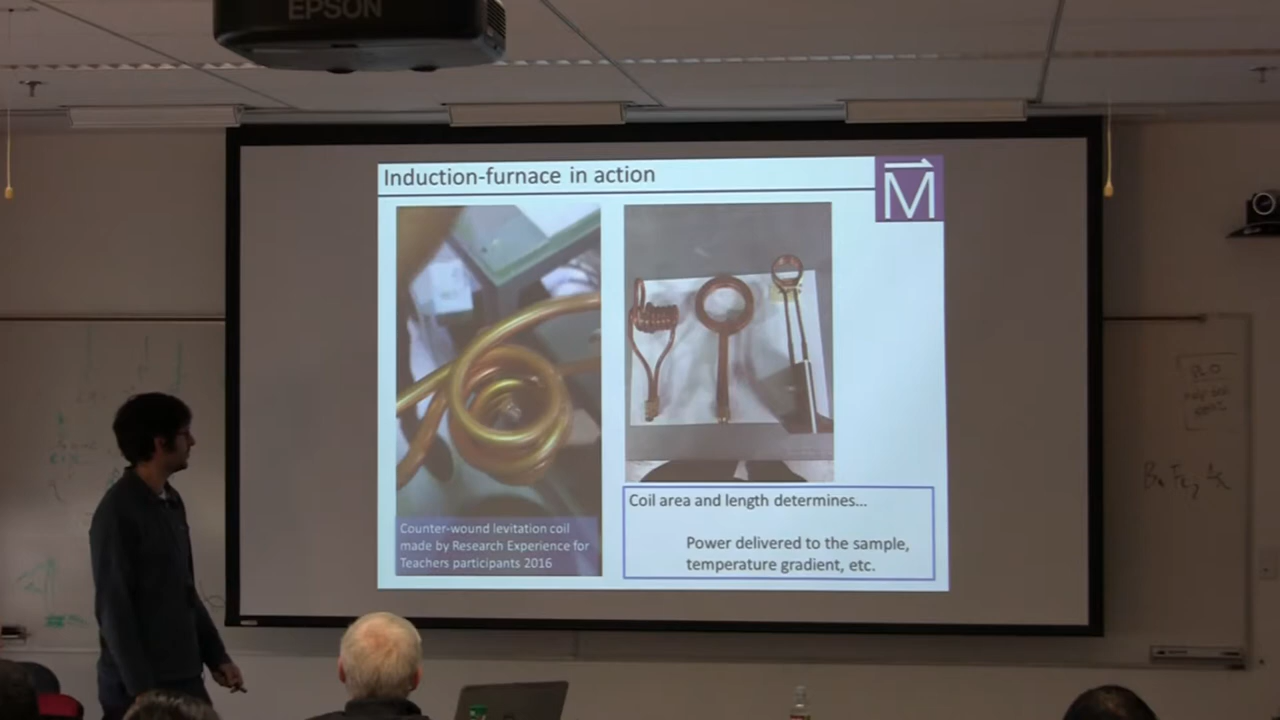 EPSON
Induction-furnace in action
M
Counter-wound levitation coil
made by Research Experience for
Teachers participants 2016
Coil area and length determines...
Power delivered to the sample,
temperature gradient, etc.